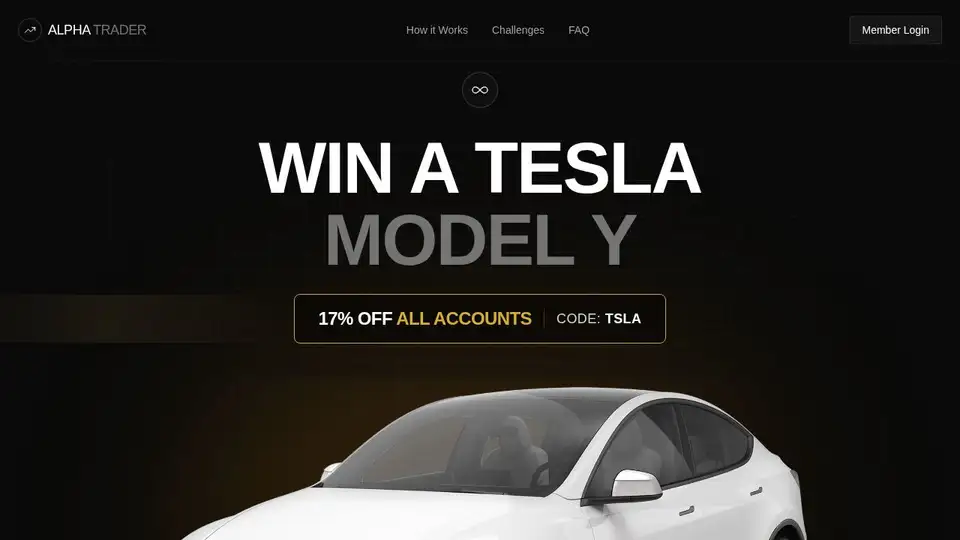 ALPHA TRADER
How it Works
Challenges
FAQ
Member Login
WIN A TESLA
MODEL Y
17% OFF ALL ACCOUNTS
CODE: TSLA